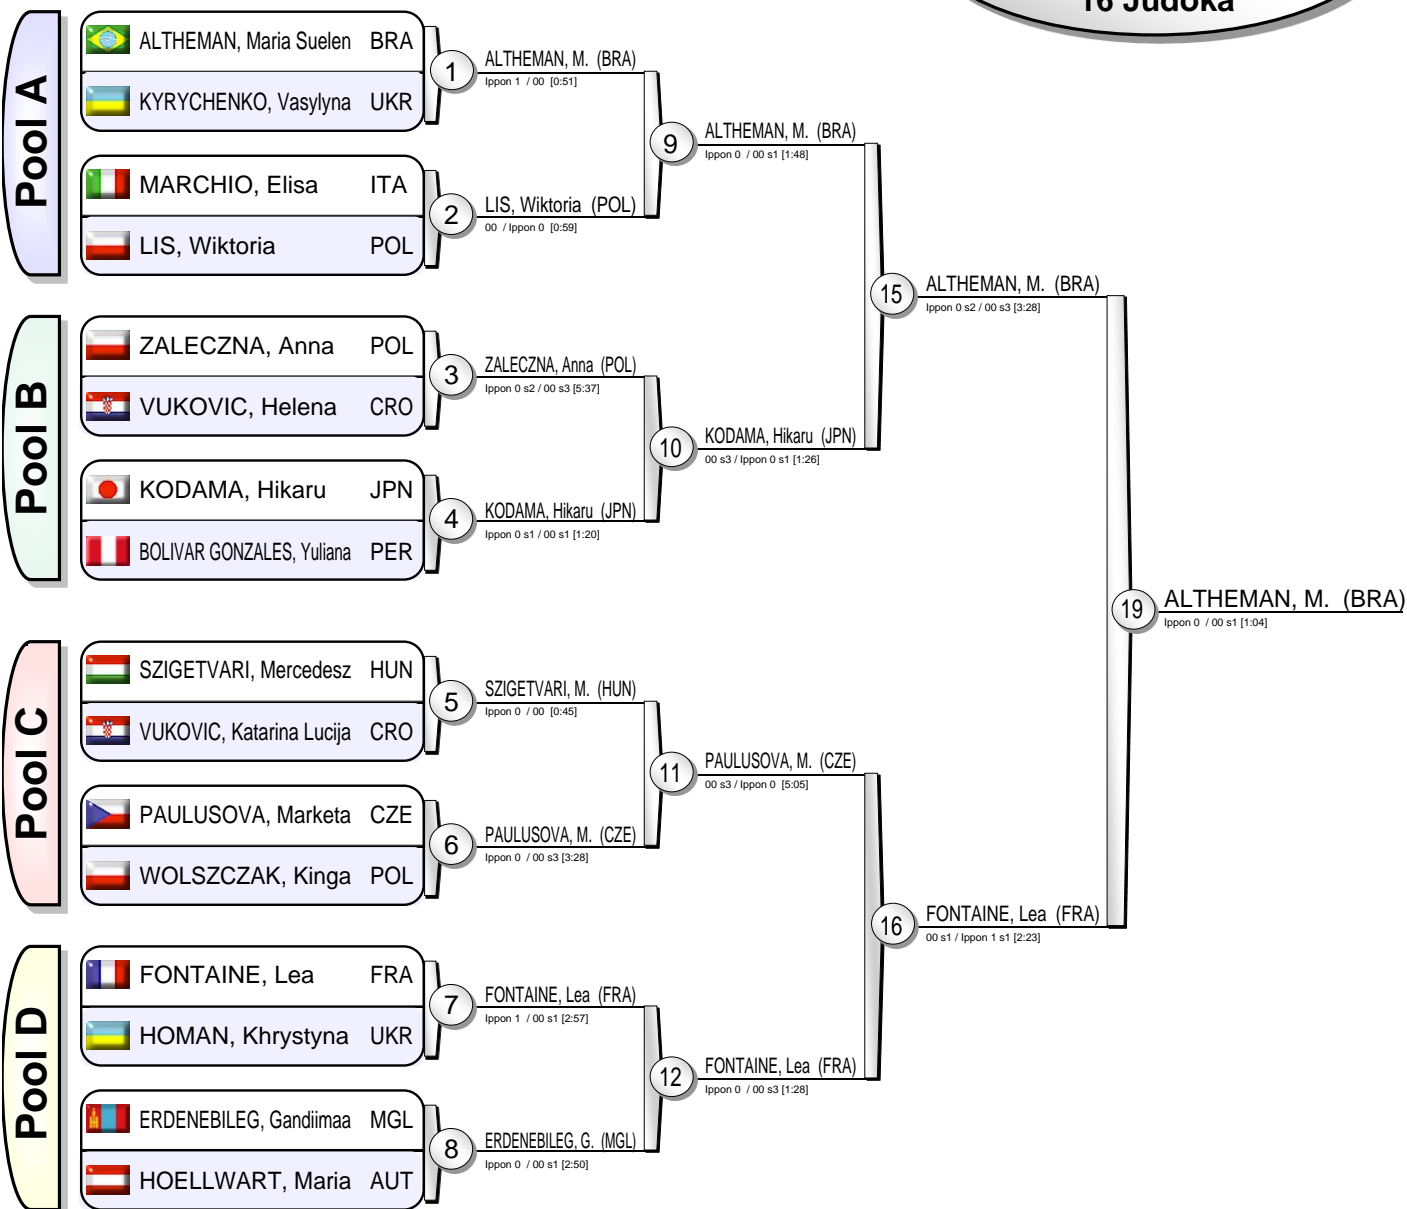 16 Judoka
Pool A
ALTHEMAN, Maria Suelen BRA
KYRYCHENKO, Vasylyna UKR
MARCHIO, Elisa ITA
LIS, Wiktoria POL
1
ALTHEMAN, M. (BRA)
Ippon 1 / 00 [0:51]
2
LIS, Wiktoria (POL)
00 / Ippon 0 [0:59]
9
ALTHEMAN, M. (BRA)
Ippon 0 / 00 s1 [1:48]
Pool B
ZALECZNA, Anna POL
VUKOVIC, Helena CRO
KODAMA, Hikaru JPN
BOLIVAR GONZALES, Yuliana PER
3
ZALECZNA, Anna (POL)
Ippon 0 s2 / 00 s3 [5:37]
4
KODAMA, Hikaru (JPN)
Ippon 0 s1 / 00 s1 [1:20]
10
KODAMA, Hikaru (JPN)
00 s3 / Ippon 0 s1 [1:26]
15
ALTHEMAN, M. (BRA)
Ippon 0 s2 / 00 s3 [3:28]
Pool C
SZIGETVARI, Mercedesz HUN
VUKOVIC, Katarina Lucija CRO
PAULUSOVA, Marketa CZE
WOLSZCZAK, Kinga POL
5
SZIGETVARI, M. (HUN)
Ippon 0 / 00 [0:45]
6
PAULUSOVA, M. (CZE)
Ippon 0 / 00 s3 [3:28]
11
PAULUSOVA, M. (CZE)
00 s3 / Ippon 0 [5:05]
Pool D
FONTAINE, Lea FRA
HOMAN, Khrystyna UKR
ERDENEBILEG, Gandiimaa MGL
HOELLWART, Maria AUT
7
FONTAINE, Lea (FRA)
Ippon 1 / 00 s1 [2:57]
8
ERDENEBILEG, G. (MGL)
Ippon 0 / 00 s1 [2:50]
12
FONTAINE, Lea (FRA)
Ippon 0 / 00 s3 [1:28]
16
FONTAINE, Lea (FRA)
00 s1 / Ippon 1 s1 [2:23]
19
ALTHEMAN, M. (BRA)
Ippon 0 / 00 s1 [1:04]